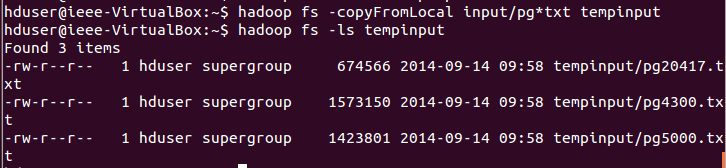 hduser@ieee-VirtualBox:~$ hadoop fs -copyFromLocal input/pg*txt tempinput
hduser@ieee-VirtualBox:~$ hadoop fs -ls tempinput
Found 3 items
-rw-r--r--   1 hduser supergroup     674566 2014-09-14 09:58 tempinput/pg20417.t
xt
-rw-r--r--   1 hduser supergroup    1573150 2014-09-14 09:58 tempinput/pg4300.tx
t
-rw-r--r--   1 hduser supergroup    1423801 2014-09-14 09:58 tempinput/pg5000.tx
t